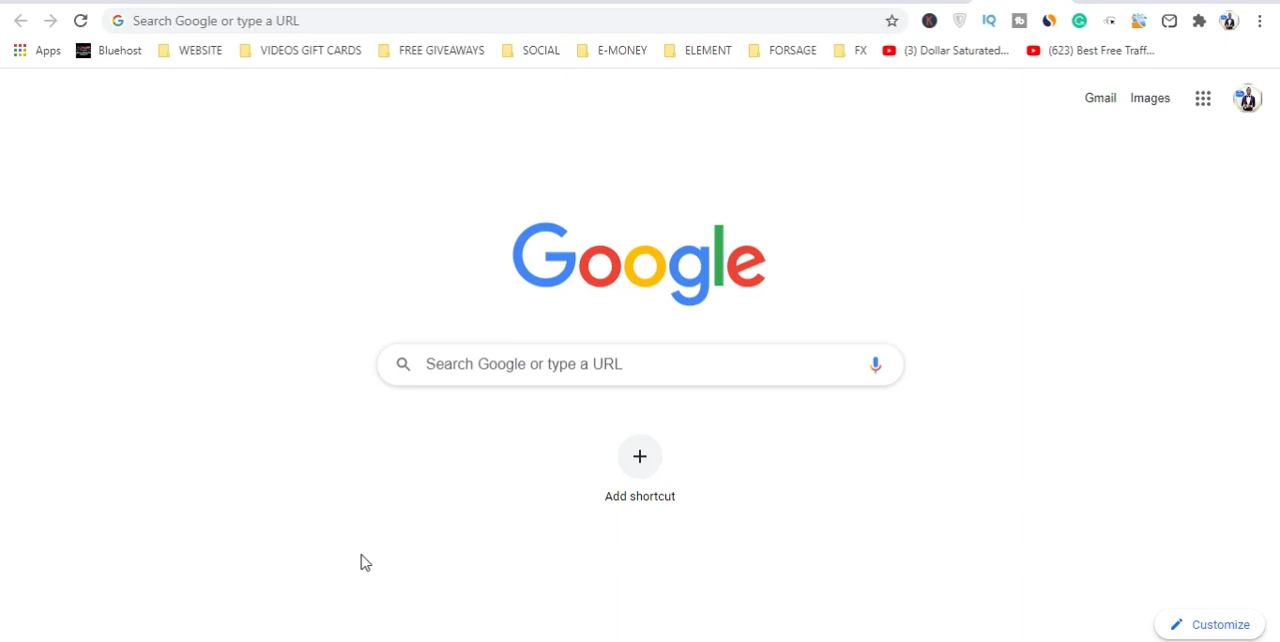 Search Google or type a URL
Apps Bluehost WEBSITE VIDEOS GIFT CARDS FREE GIVEAWAYS SOCIAL E-MONEY ELEMENT FORSAGE FX (3) Dollar Saturated... (623) Best Free Traff...
Gmail Images
Google
Search Google or type a URL
Add shortcut
Customize